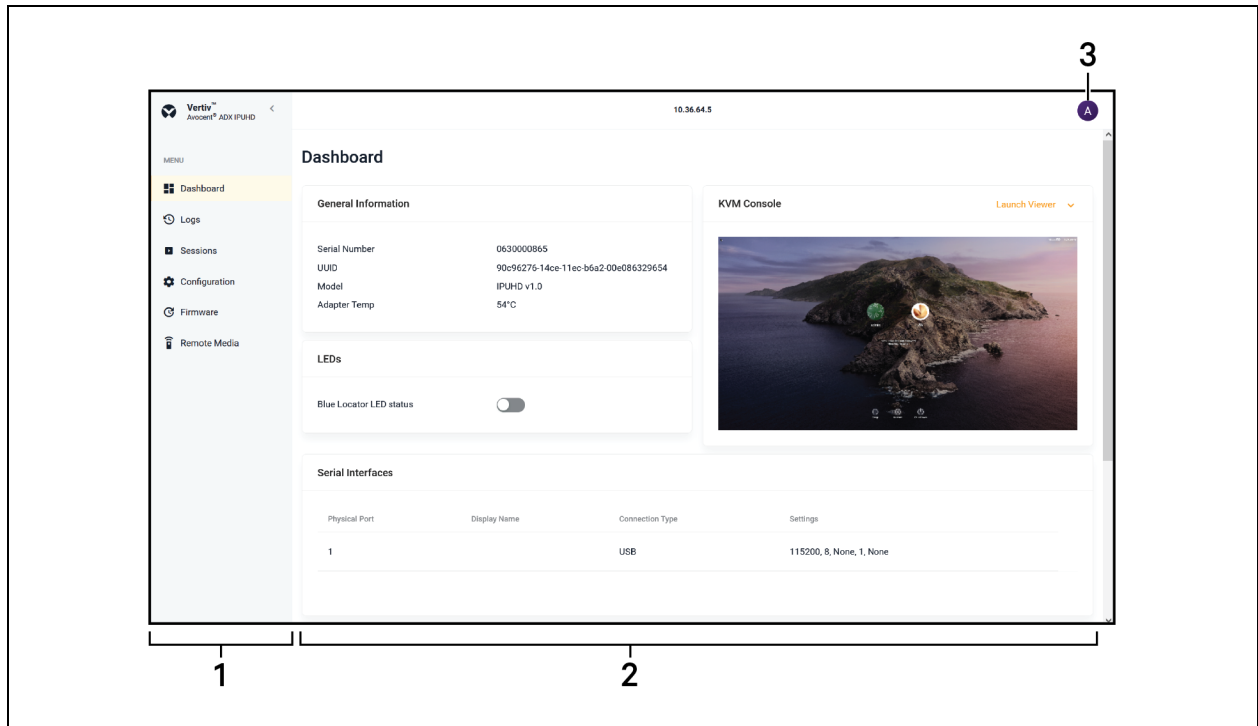 3
Vertiv™
Avocent® ADX IPUHD
10.36.64.5
A
MENU
Dashboard
Logs
Sessions
Configuration
Firmware
Remote Media
Dashboard
General Information
Serial Number 0630000865
UUID 90c96276-14ce-11ec-b6a2-00e086329654
Model IPUHD v1.0
Adapter Temp 54°C
LEDs
Blue Locator LED status
KVM Console Launch Viewer
Serial Interfaces
Physical Port Display Name Connection Type Settings
1 USB 115200, 8, None, 1, None
1 2